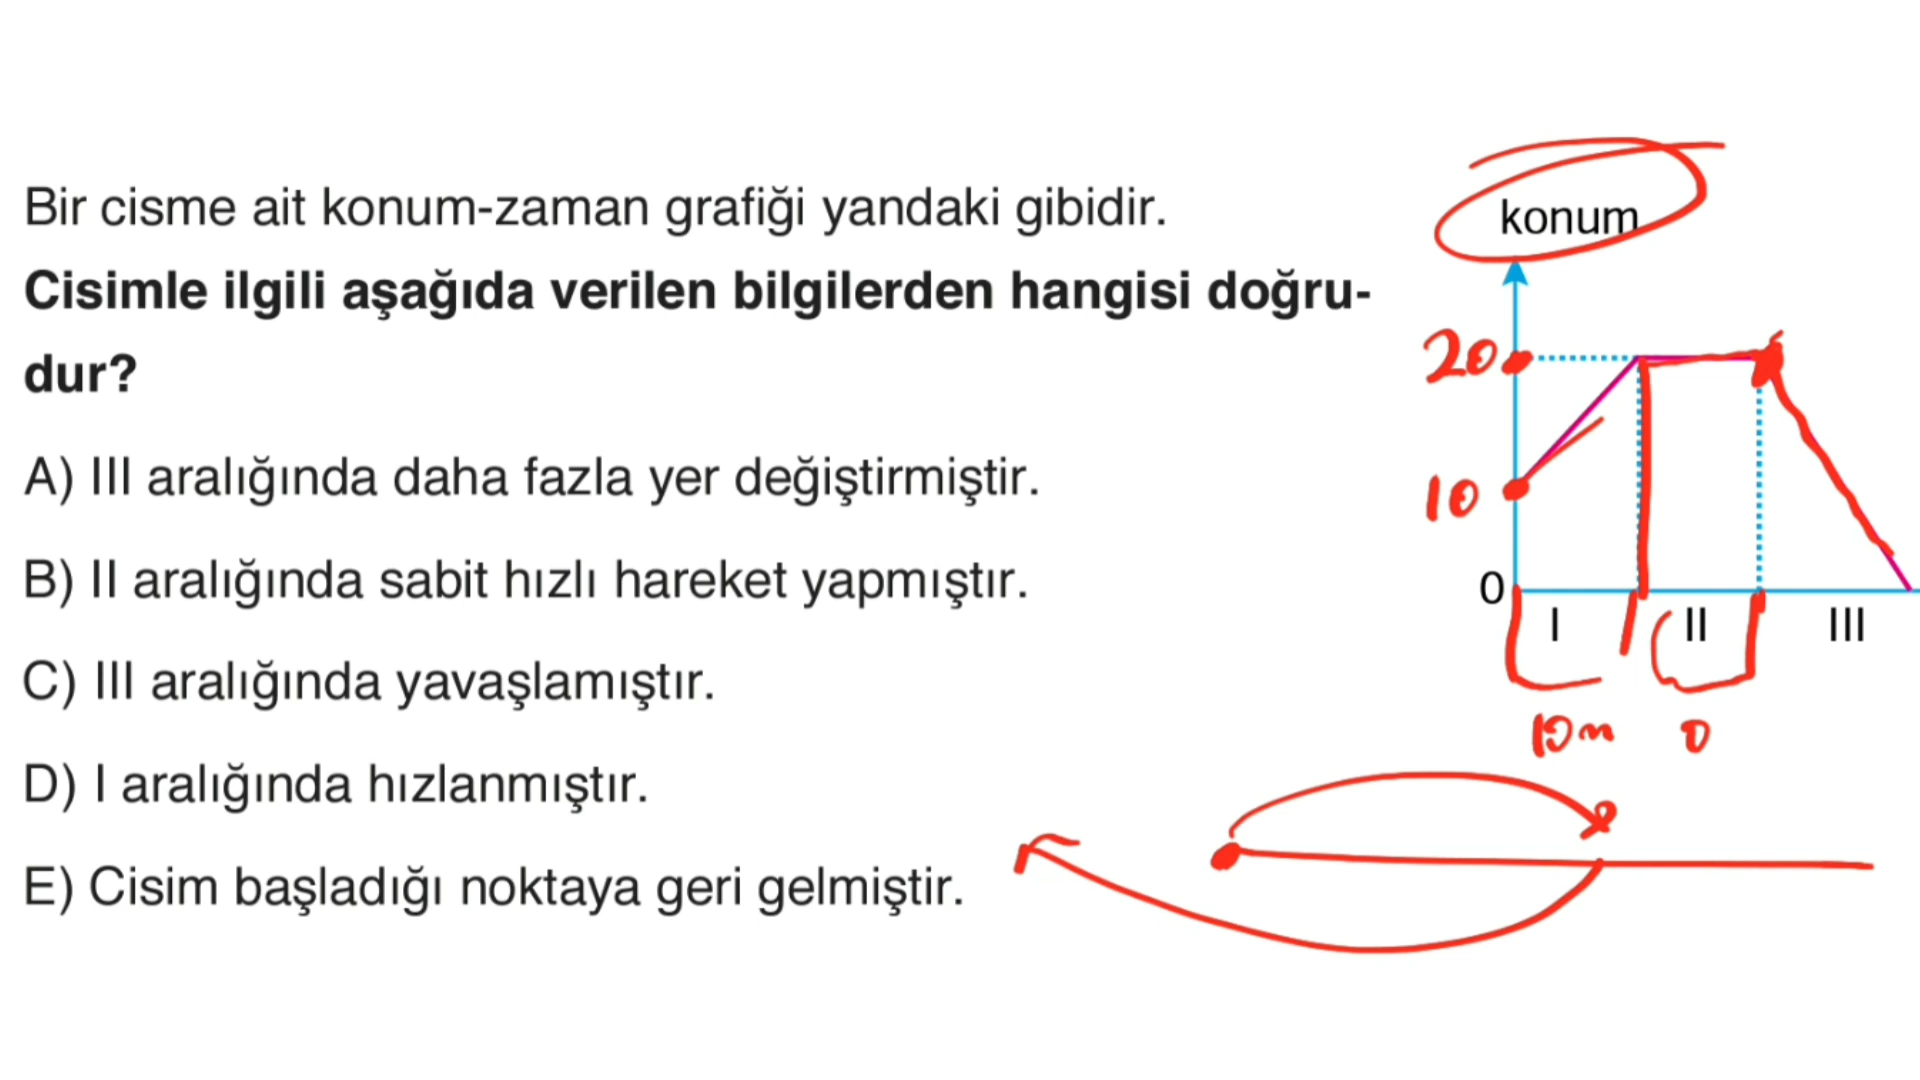 Bir cisme ait konum-zaman grafiği yandaki gibidir.
Cisimle ilgili aşağıda verilen bilgilerden hangisi doğru-
dur?
A) III aralığında daha fazla yer değiştirmiştir.
B) II aralığında sabit hızlı hareket yapmıştır.
C) III aralığında yavaşlamıştır.
D) I aralığında hızlanmıştır.
E) Cisim başladığı noktaya geri gelmiştir.
konum
20
10
0
I II III
10m 0